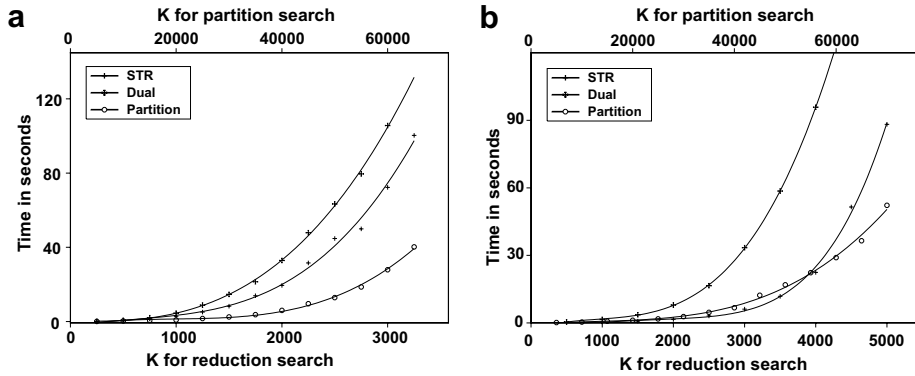 a
K for partition search
0 20000 40000 60000
STR
Dual
Partition
Time in seconds
120
80
40
0
0 1000 2000 3000
K for reduction search
b
K for partition search
0 20000 40000 60000
STR
Dual
Partition
Time in seconds
90
60
30
0
0 1000 2000 3000 4000 5000
K for reduction search